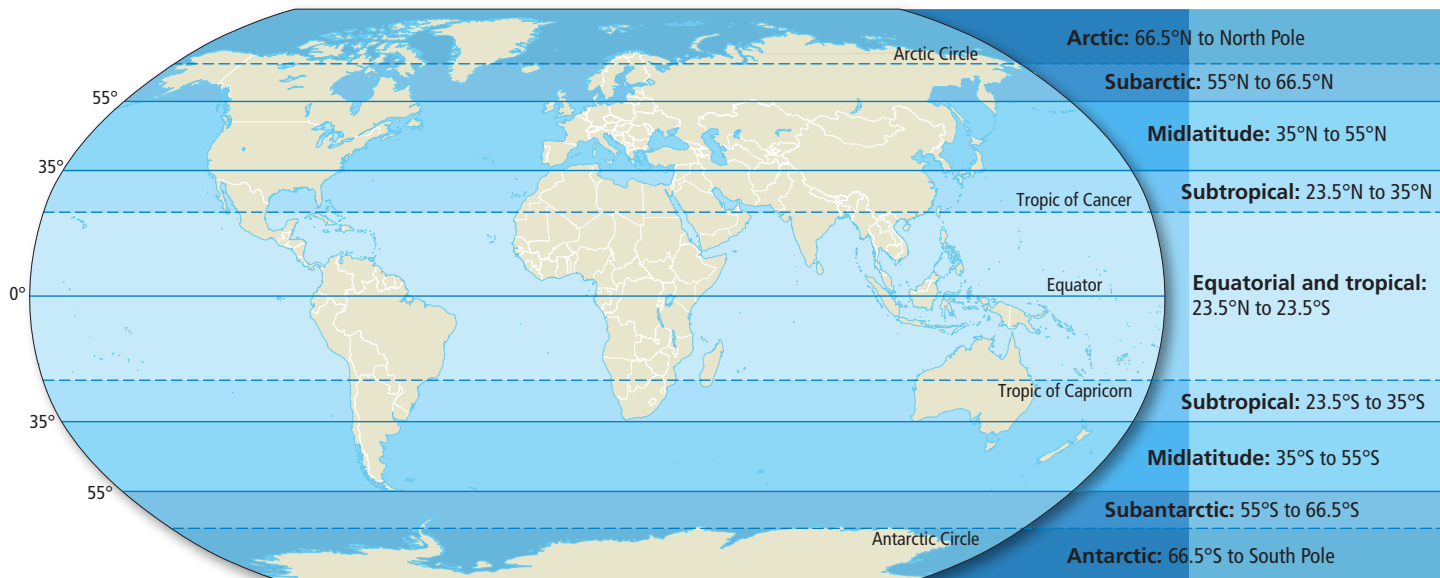 Arctic: 66.5°N to North Pole
Arctic Circle
Subarctic: 55°N to 66.5°N
55°
Midlatitude: 35°N to 55°N
35°
Subtropical: 23.5°N to 35°N
Tropic of Cancer
Equatorial and tropical:
23.5°N to 23.5°S
Equator
0°
Tropic of Capricorn
Subtropical: 23.5°S to 35°S
35°
Midlatitude: 35°S to 55°S
55°
Subantarctic: 55°S to 66.5°S
Antarctic Circle
Antarctic: 66.5°S to South Pole